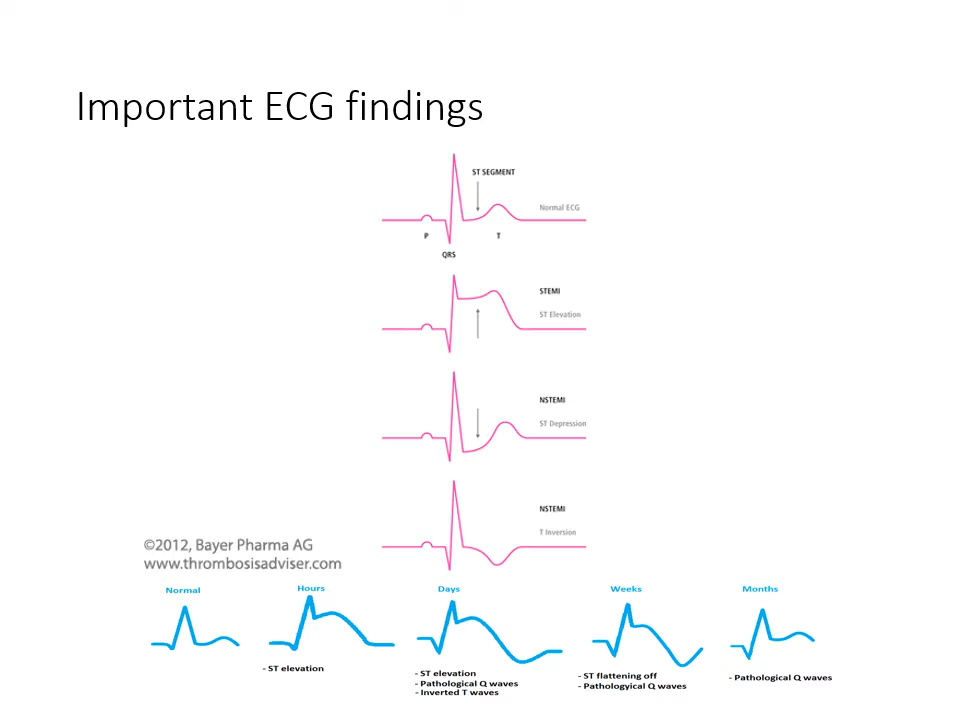 Important ECG findings
ST SEGMENT
Normal ECG
P
T
QRS
STEMI
ST Elevation
NSTEMI
ST Depression
NSTEMI
T Inversion
©2012, Bayer Pharma AG
www.thrombosisadviser.com
Normal
Hours
Days
Weeks
Months
- ST elevation
- ST elevation
- Pathological Q waves
- Inverted T waves
- ST flattening off
- Pathologyical Q waves
- Pathological Q waves